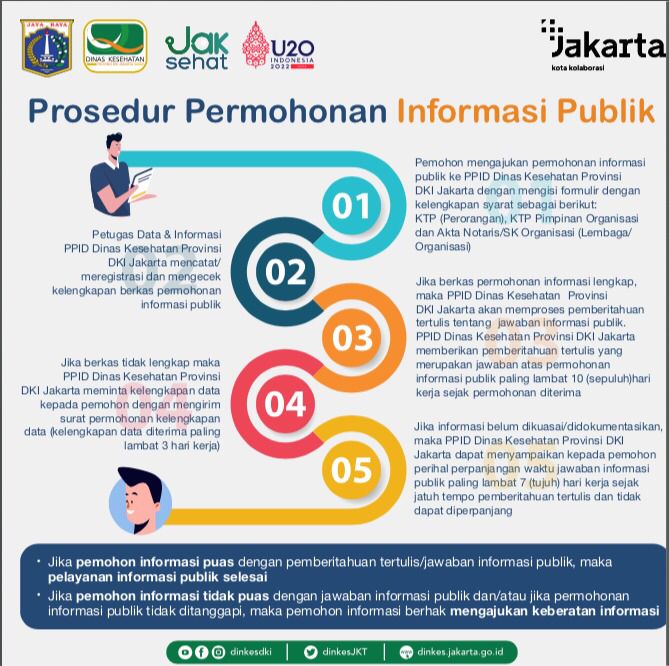 JAYA RAYA
DINAS KESEHATAN
Jak
sehat
U20
INDONESIA
2022
Jakarta
kota kolaborasi
Prosedur Permohonan Informasi Publik
01
Pemohon mengajukan permohonan informasi
publik ke PPID Dinas Kesehatan Provinsi
DKI Jakarta dengan mengisi formulir dengan
kelengkapan syarat sebagai berikut:
KTP (Perorangan), KTP Pimpinan Organisasi
dan Akta Notaris/SK Organisasi (Lembaga/
Organisasi)
01
02
Petugas Data & Informasi
PPID Dinas Kesehatan Provinsi
DKI Jakarta mencatat/
meregistrasi dan mengecek
kelengkapan berkas permohonan
informasi publik
02
03
Jika berkas permohonan informasi lengkap,
maka PPID Dinas Kesehatan Provinsi
DKI Jakarta akan memproses pemberitahuan
tertulis tentang jawaban informasi publik.
PPID Dinas Kesehatan Provinsi DKI Jakarta
memberikan pemberitahuan tertulis yang
merupakan jawaban atas permohonan
informasi publik paling lambat 10 (sepuluh)hari
kerja sejak permohonan diterima
03
04
Jika berkas tidak lengkap maka
PPID Dinas Kesehatan Provinsi
DKI Jakarta meminta kelengkapan data
kepada pemohon dengan mengirim
surat permohonan kelengkapan
data (kelengkapan data diterima paling
lambat 3 hari kerja)
04
05
Jika informasi belum dikuasai/didokumentasikan,
maka PPID Dinas Kesehatan Provinsi DKI
Jakarta dapat menyampaikan kepada pemohon
perihal perpanjangan waktu jawaban informasi
publik paling lambat 7 (tujuh) hari kerja sejak
jatuh tempo pemberitahuan tertulis dan tidak
dapat diperpanjang
05
• Jika pemohon informasi puas dengan pemberitahuan tertulis/jawaban informasi publik, maka
pelayanan informasi publik selesai
• Jika pemohon informasi tidak puas dengan jawaban informasi publik dan/atau jika permohonan
informasi publik tidak ditanggapi, maka pemohon informasi berhak mengajukan keberatan informasi
dinkesdki
dinkesJKT
dinkes.jakarta.go.id